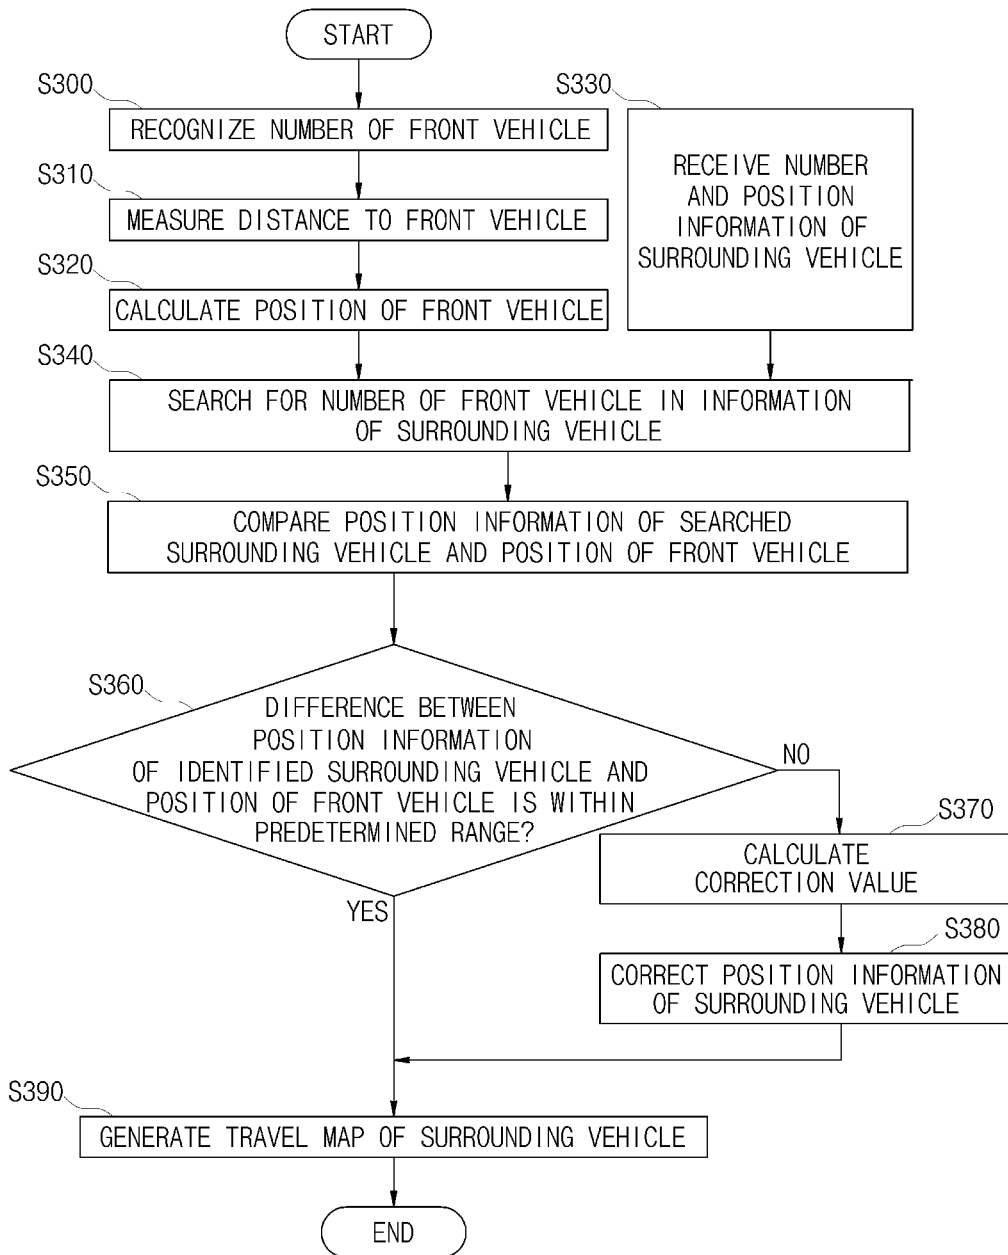 START
S300
RECOGNIZE NUMBER OF FRONT VEHICLE
S310
MEASURE DISTANCE TO FRONT VEHICLE
S320
CALCULATE POSITION OF FRONT VEHICLE
S330
RECEIVE NUMBER
AND POSITION
INFORMATION OF
SURROUNDING VEHICLE
S340
SEARCH FOR NUMBER OF FRONT VEHICLE IN INFORMATION
OF SURROUNDING VEHICLE
S350
COMPARE POSITION INFORMATION OF SEARCHED
SURROUNDING VEHICLE AND POSITION OF FRONT VEHICLE
S360
DIFFERENCE BETWEEN
POSITION INFORMATION
OF IDENTIFIED SURROUNDING VEHICLE AND
POSITION OF FRONT VEHICLE IS WITHIN
PREDETERMINED RANGE?
NO
S370
CALCULATE
CORRECTION VALUE
YES
S380
CORRECT POSITION INFORMATION
OF SURROUNDING VEHICLE
S390
GENERATE TRAVEL MAP OF SURROUNDING VEHICLE
END